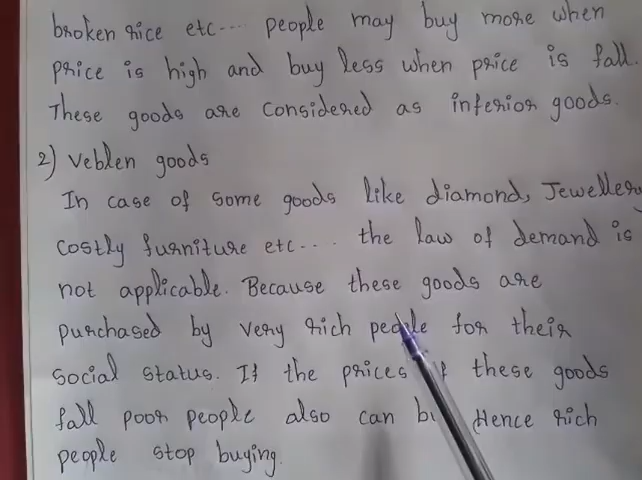 broken rice etc.... people may buy more when
price is high and buy less when price is fall.
These goods are considered as inferior goods.
2) Veblen goods
In case of some goods like diamond, Jewellery
costly furniture etc.... the law of demand is
not applicable. Because these goods are
purchased by very rich people for their
social status. If the prices these goods
fall poor people also can Hence rich
people stop buying.